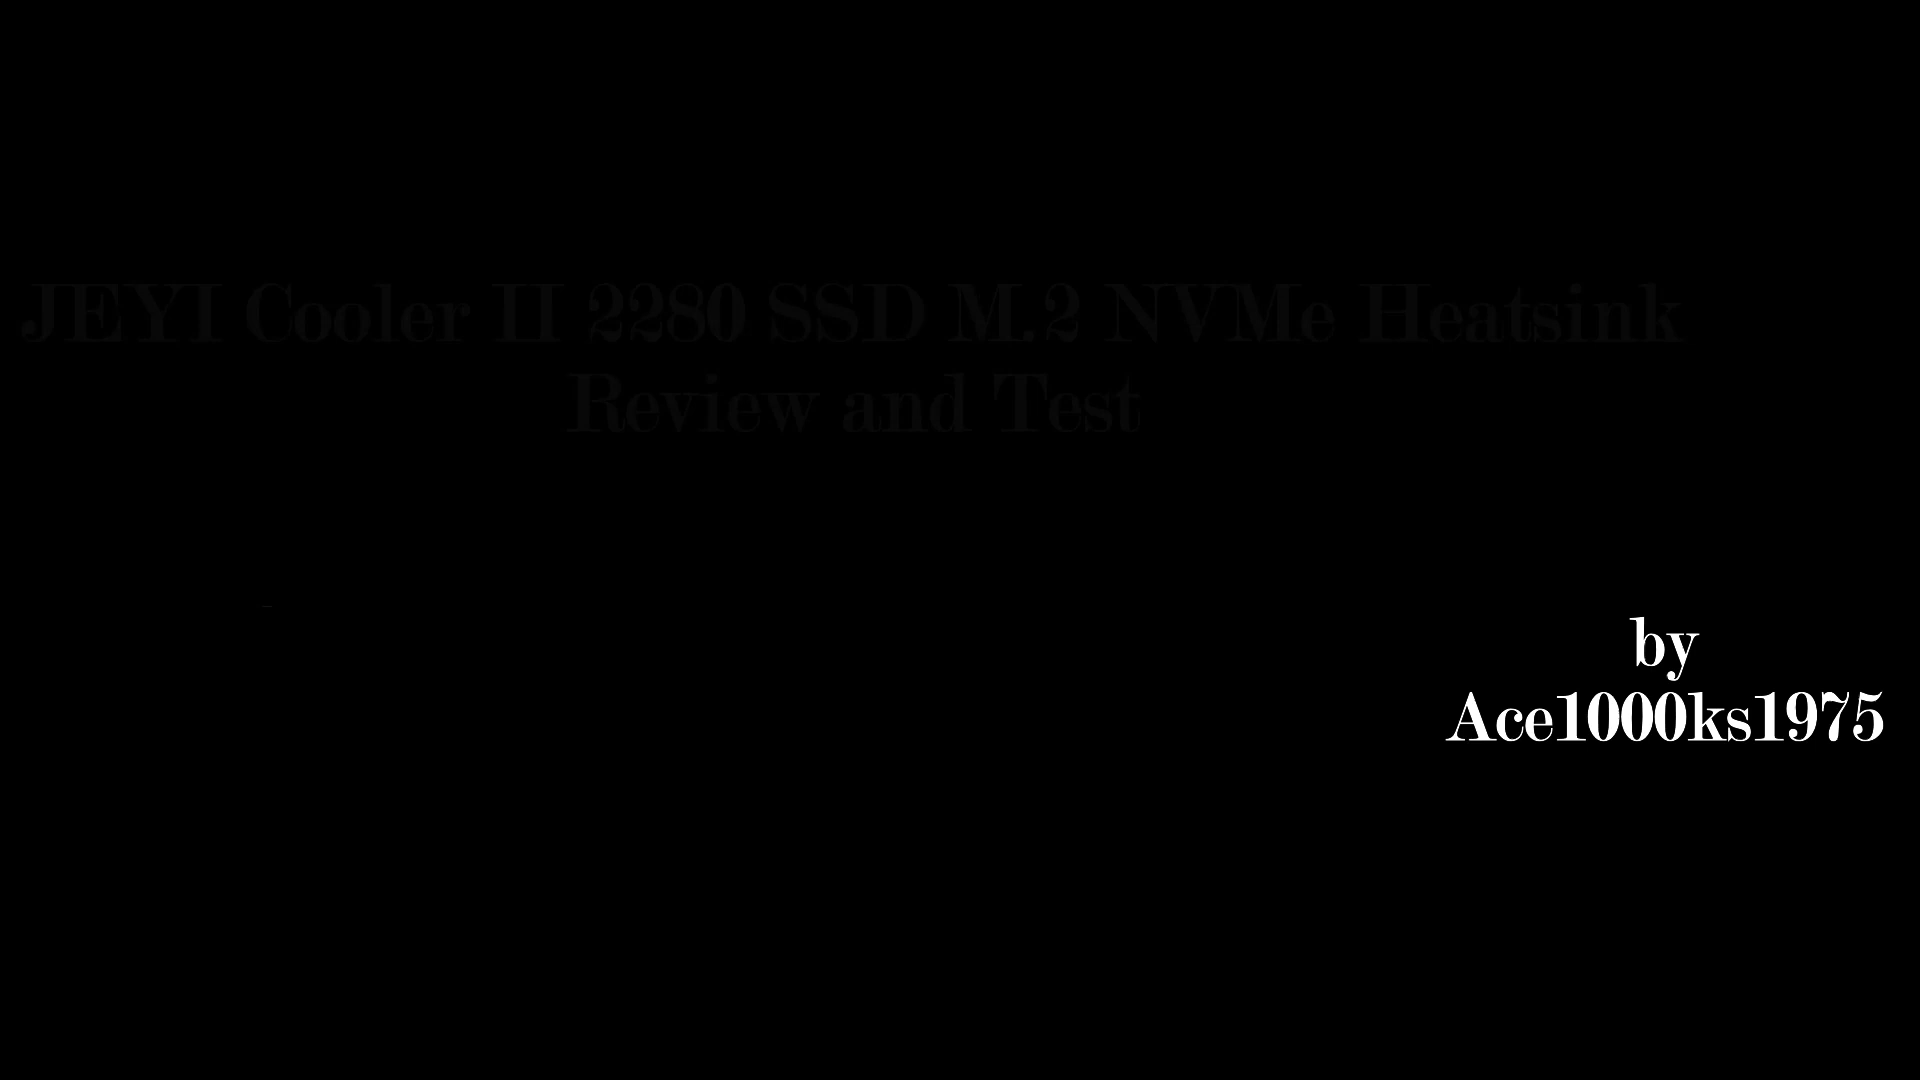 JEYI Cooler II 2280 SSD M.2 NVMe Heatsink
Review and Test
by
Ace1000ks1975